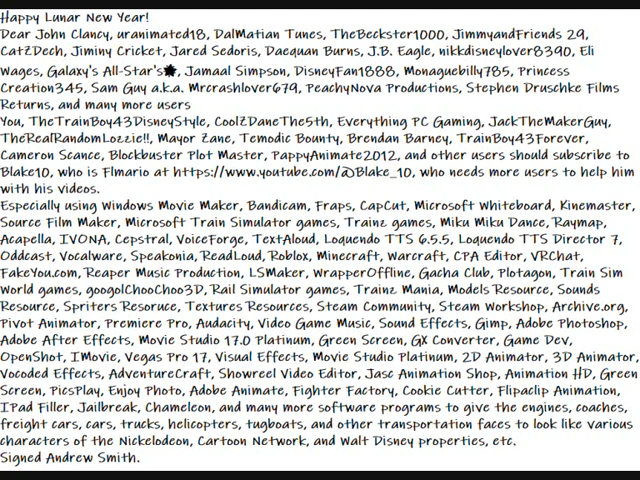 Happy Lunar New Year!
Dear John Clancy, uranimated18, DalMatian Tunes, TheBeckster1000, JimmyandFriends 29,
CatZDech, Jiminy Cricket, Jared Sedoris, Daequan Burns, J.B. Eagle, nikkdisneylover8390, Eli
Wages, Galaxy's All-Star's✸, Jamaal Simpson, DisneyFan1888, Monaguebilly785, Princess
Creation345, Sam Guy a.k.a. Mrcrashlover679, PeachyNova Productions, Stephen Druschke Films
Returns, and many more users
You, TheTrainBoy43DisneyStyle, CoolZDaneThe5th, Everything PC Gaming, JackTheMakerGuy,
TheRealRandomLozzie!!, Mayor Zane, Temodic Bounty, Brendan Barney, TrainBoy43Forever,
Cameron Scance, Blockbuster Plot Master, PappyAnimate2012, and other users should subscribe to
Blake10, who is Flmario at https://www.youtube.com/@Blake_10, who needs more users to help him
with his videos.
Especially using Windows Movie Maker, Bandicam, Fraps, CapCut, Microsoft Whiteboard, Kinemaster,
Source Film Maker, Microsoft Train Simulator games, Trainz games, Miku Miku Dance, Raymap,
Acapella, IVONA, Cepstral, VoiceForge, TextAloud, Loquendo TTS 6.5.5, Loquendo TTS Director 7,
Oddcast, Vocalware, Speakonia, ReadLoud, Roblox, Minecraft, Warcraft, CPA Editor, VRChat,
FakeYou.com, Reaper Music Production, LSMaker, WrapperOffline, Gacha Club, Plotagon, Train Sim
World games, googolChooChoo3D, Rail Simulator games, Trainz Mania, Models Resource, Sounds
Resource, Spriters Resoruce, Textures Resources, Steam Community, Steam Workshop, Archive.org,
Pivot Animator, Premiere Pro, Audacity, Video Game Music, Sound Effects, Gimp, Adobe Photoshop,
Adobe After Effects, Movie Studio 17.0 Platinum, Green Screen, GX Converter, Game Dev,
OpenShot, IMovie, Vegas Pro 17, Visual Effects, Movie Studio Platinum, 2D Animator, 3D Animator,
Vocoded Effects, AdventureCraft, Showreel Video Editor, Jasc Animation Shop, Animation HD, Green
Screen, PicsPlay, Enjoy Photo, Adobe Animate, Fighter Factory, Cookie Cutter, Flipaclip Animation,
IPad Filler, Jailbreak, Chameleon, and many more software programs to give the engines, coaches,
freight cars, cars, trucks, helicopters, tugboats, and other transportation faces to look like various
characters of the Nickelodeon, Cartoon Network, and Walt Disney properties, etc.
Signed Andrew Smith.